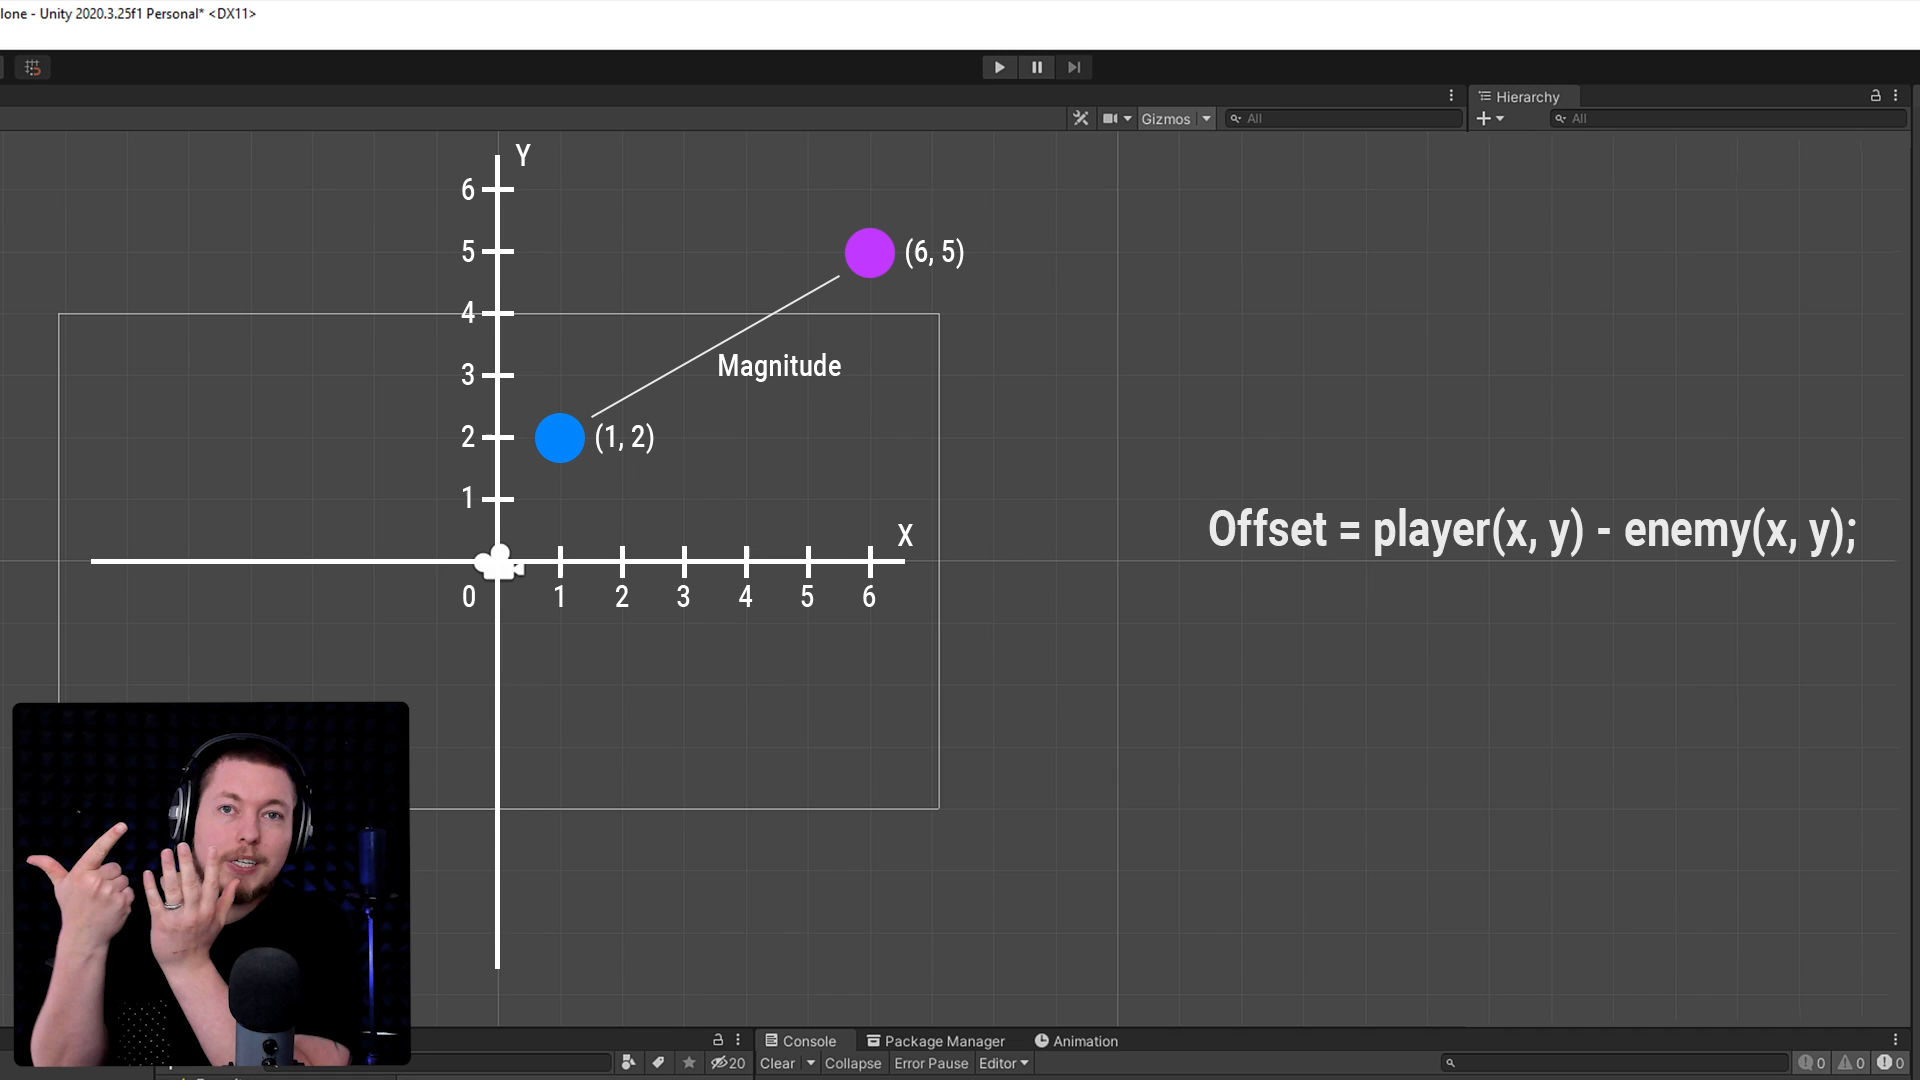 lone - Unity 2020.3.25f1 Personal* <DX11>
Gizmos
All
Hierarchy
All
Y
6
5
4
3
2
1
(6, 5)
Magnitude
(1, 2)
X
0 1 2 3 4 5 6
Offset = player(x, y) - enemy(x, y);
20
Console
Package Manager
Animation
Clear
Collapse
Error Pause
Editor
0
0
0